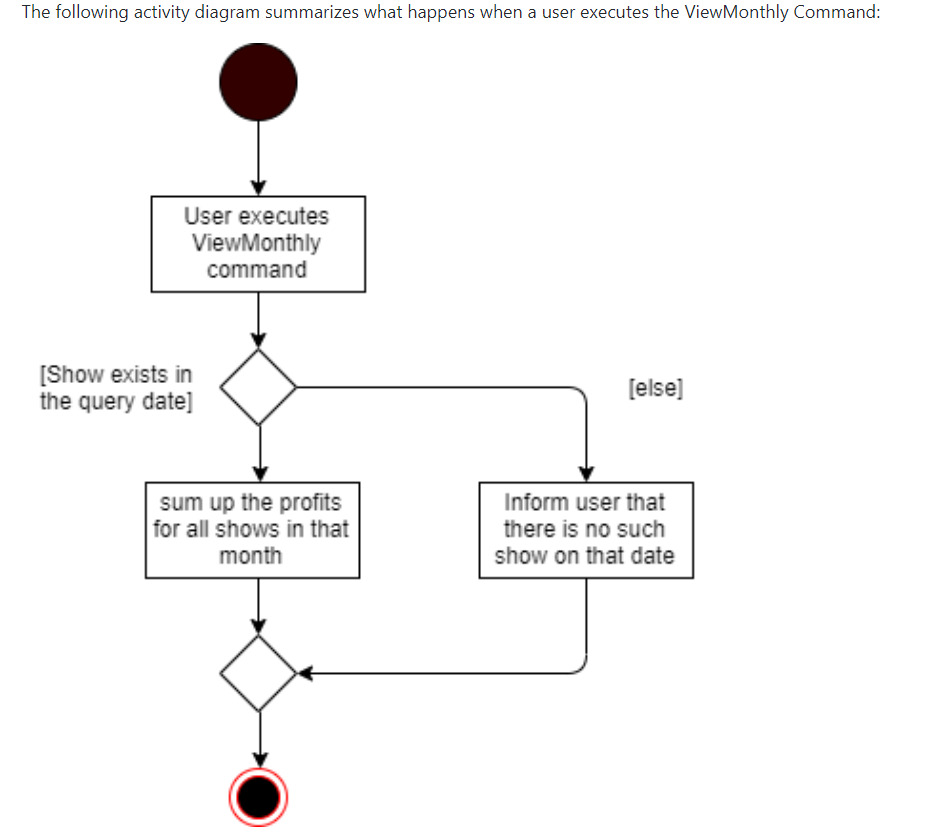 The following activity diagram summarizes what happens when a user executes the ViewMonthly Command:
User executes
ViewMonthly
command
[Show exists in
the query date]
[else]
sum up the profits
for all shows in that
month
Inform user that
there is no such
show on that date